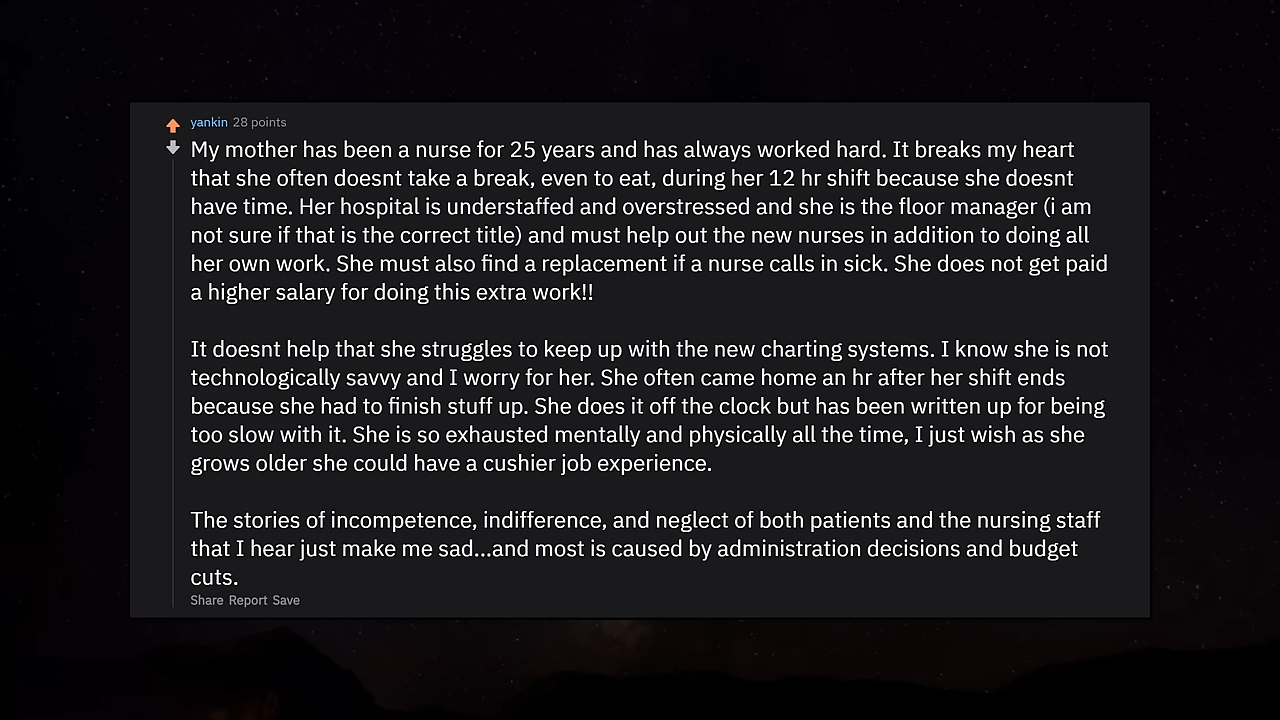 yankin 28 points
My mother has been a nurse for 25 years and has always worked hard. It breaks my heart
that she often doesnt take a break, even to eat, during her 12 hr shift because she doesnt
have time. Her hospital is understaffed and overstressed and she is the floor manager (i am
not sure if that is the correct title) and must help out the new nurses in addition to doing all
her own work. She must also find a replacement if a nurse calls in sick. She does not get paid
a higher salary for doing this extra work!!
It doesnt help that she struggles to keep up with the new charting systems. I know she is not
technologically savvy and I worry for her. She often came home an hr after her shift ends
because she had to finish stuff up. She does it off the clock but has been written up for being
too slow with it. She is so exhausted mentally and physically all the time, I just wish as she
grows older she could have a cushier job experience.
The stories of incompetence, indifference, and neglect of both patients and the nursing staff
that I hear just make me sad...and most is caused by administration decisions and budget
cuts.
Share Report Save